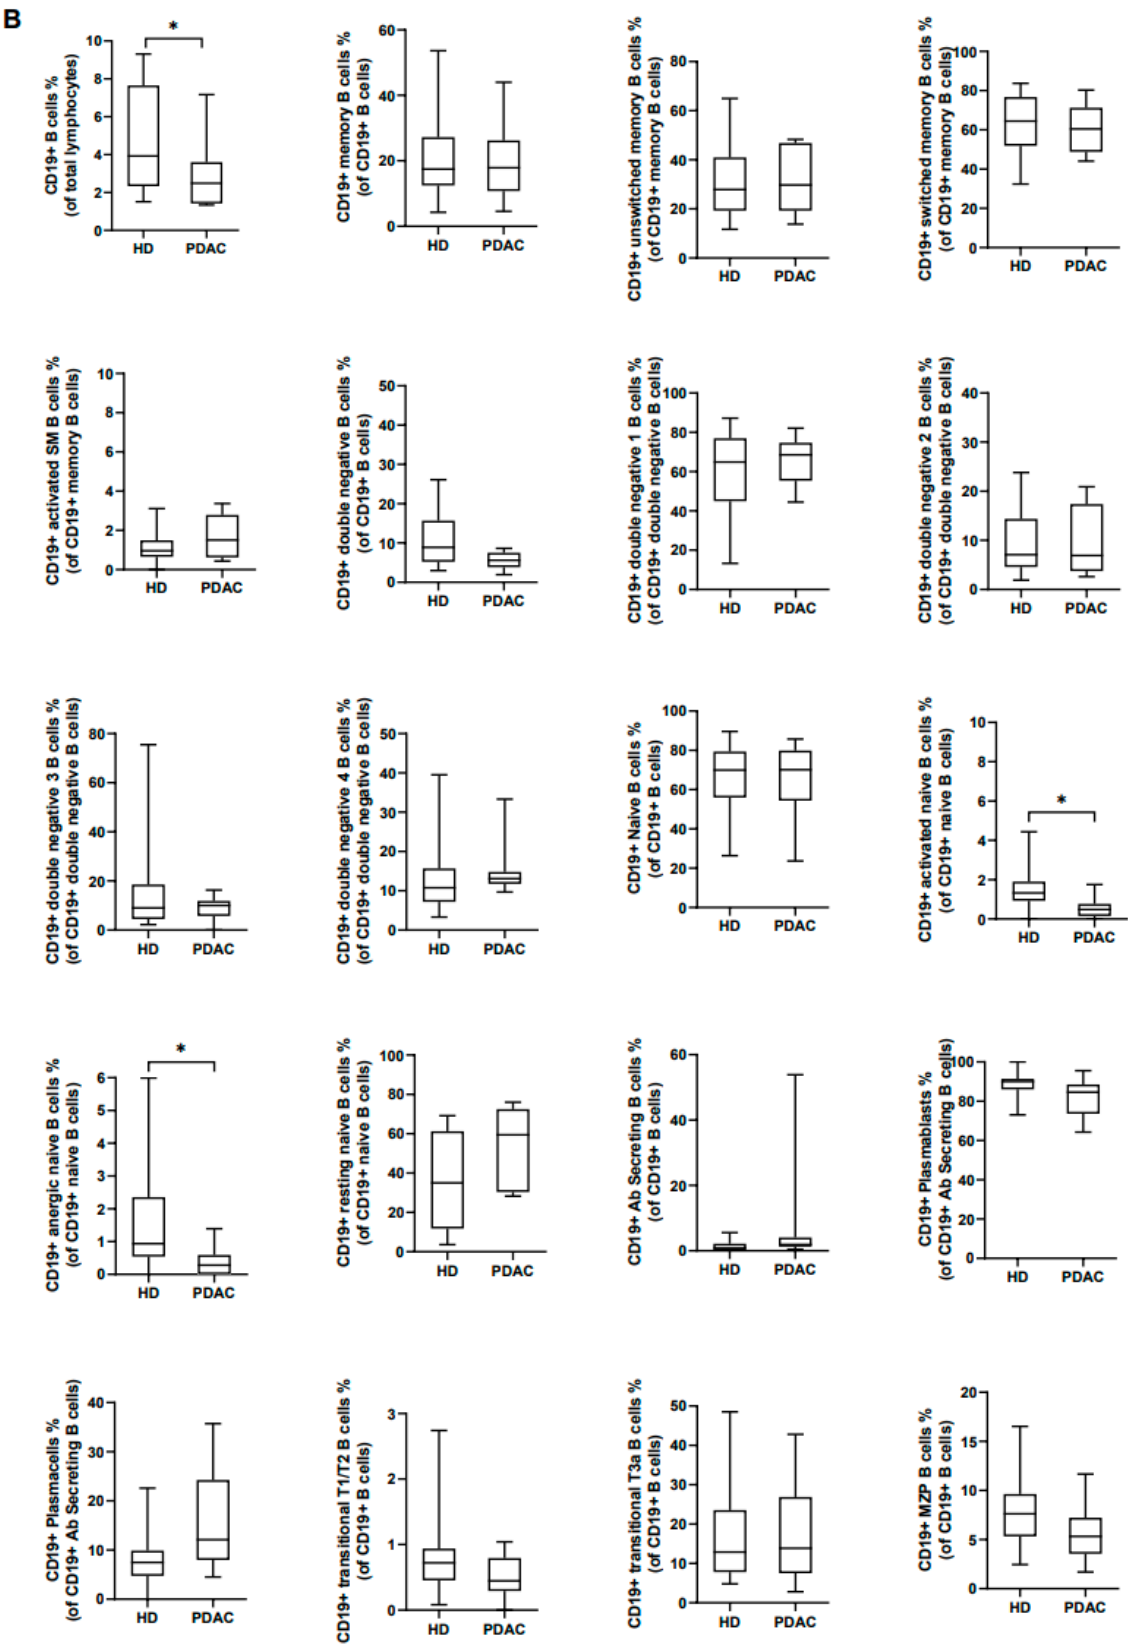 B
CD19+ B cells %
(of total lymphocytes)
10
8
6
4
2
0
*
HD PDAC
CD19+ memory B cells %
(of CD19+ B cells)
60
40
20
0
HD PDAC
CD19+ unswitched memory B cells %
(of CD19+ memory B cells)
80
60
40
20
0
HD PDAC
CD19+ switched memory B cells %
(of CD19+ memory B cells)
100
80
60
40
20
0
HD PDAC
CD19+ activated SM B cells %
(of CD19+ memory B cells)
10
8
6
4
2
0
HD PDAC
CD19+ double negative B cells %
(of CD19+ B cells)
50
40
30
20
10
0
HD PDAC
CD19+ double negative 1 B cells %
(of CD19+ double negative B cells)
100
80
60
40
20
0
HD PDAC
CD19+ double negative 2 B cells %
(of CD19+ double negative B cells)
40
30
20
10
0
HD PDAC
CD19+ double negative 3 B cells %
(of CD19+ double negative B cells)
80
60
40
20
0
HD PDAC
CD19+ double negative 4 B cells %
(of CD19+ double negative B cells)
50
40
30
20
10
0
HD PDAC
CD19+ Naive B cells %
(of CD19+ B cells)
100
80
60
40
20
0
HD PDAC
CD19+ activated naive B cells %
(of CD19+ naive B cells)
10
8
6
4
2
0
*
HD PDAC
CD19+ anergic naive B cells %
(of CD19+ naive B cells)
6
5
4
3
2
1
0
*
HD PDAC
CD19+ resting naive B cells %
(of CD19+ naive B cells)
100
80
60
40
20
0
HD PDAC
CD19+ Ab Secreting B cells %
(of CD19+ B cells)
60
40
20
0
HD PDAC
CD19+ Plasmablasts %
(of CD19+ Ab Secreting B cells)
100
80
60
40
20
0
HD PDAC
CD19+ Plasmacells %
(of CD19+ Ab Secreting B cells)
40
30
20
10
0
HD PDAC
CD19+ transitional T1/T2 B cells %
(of CD19+ B cells)
3
2
1
0
HD PDAC
CD19+ transitional T3a B cells %
(of CD19+ B cells)
50
40
30
20
10
0
HD PDAC
CD19+ MZP B cells %
(of CD19+ B cells)
20
15
10
5
0
HD PDAC